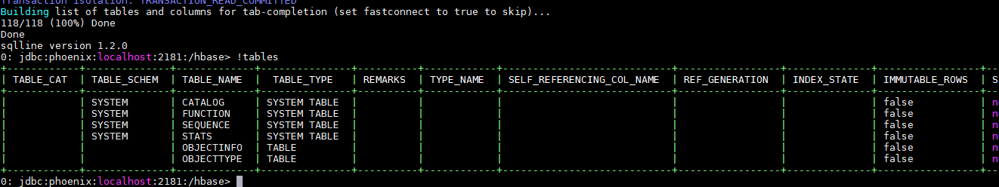 Transaction isolation: TRANSACTION_READ_COMMITTED
Building list of tables and columns for tab-completion (set fastconnect to true to skip)...
118/118 (100%) Done
Done
sqlline version 1.2.0
0: jdbc:phoenix:localhost:2181:/hbase> !tables
+------------+--------------+-------------+---------------+----------+------------+----------------------------+-----------------+--------------+-----------------+---
| TABLE_CAT | TABLE_SCHEM | TABLE_NAME | TABLE_TYPE | REMARKS | TYPE_NAME | SELF_REFERENCING_COL_NAME | REF_GENERATION | INDEX_STATE | IMMUTABLE_ROWS | SA
+------------+--------------+-------------+---------------+----------+------------+----------------------------+-----------------+--------------+-----------------+---
| | SYSTEM | CATALOG | SYSTEM TABLE | | | | | | false | n
| | SYSTEM | FUNCTION | SYSTEM TABLE | | | | | | false | n
| | SYSTEM | SEQUENCE | SYSTEM TABLE | | | | | | false | n
| | SYSTEM | STATS | SYSTEM TABLE | | | | | | false | n
| | | OBJECTINFO | TABLE | | | | | | false | n
| | | OBJECTTYPE | TABLE | | | | | | false | n
+------------+--------------+-------------+---------------+----------+------------+----------------------------+-----------------+--------------+-----------------+---
0: jdbc:phoenix:localhost:2181:/hbase>